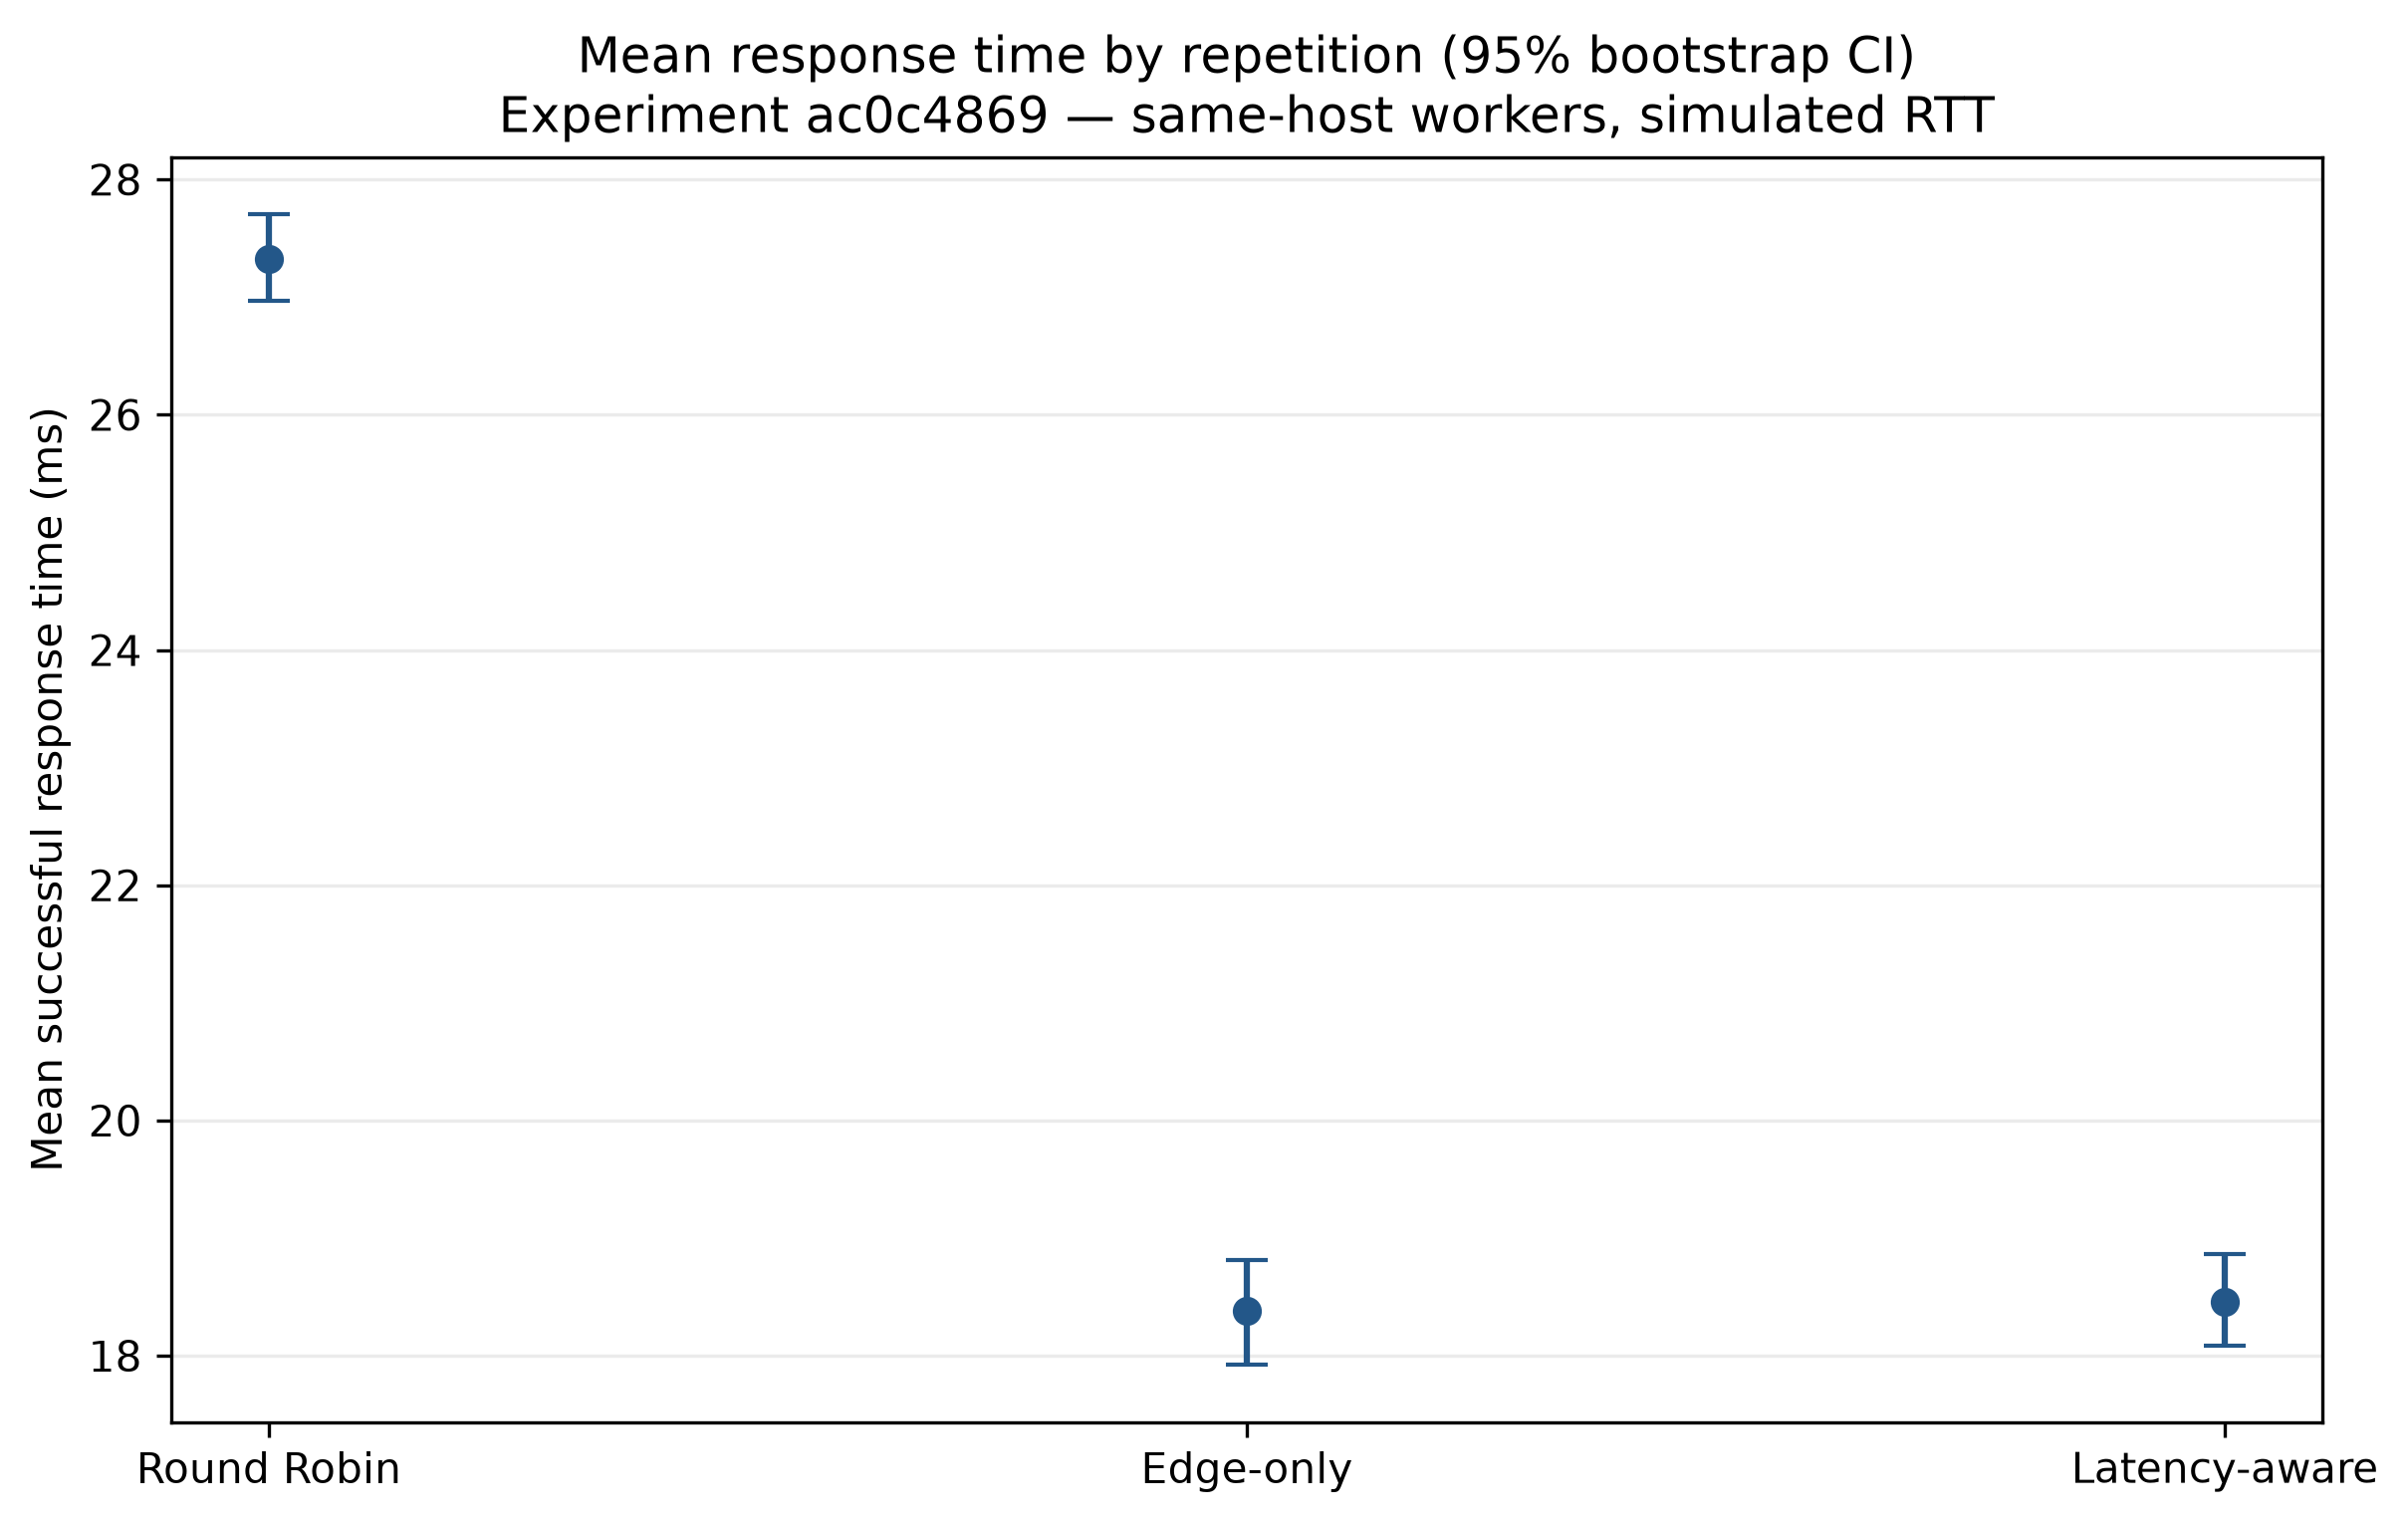 Mean response time by repetition (95% bootstrap CI)
Experiment ac0c4869 — same-host workers, simulated RTT
Mean successful response time (ms)
28
26
24
22
20
18
Round Robin
Edge-only
Latency-aware